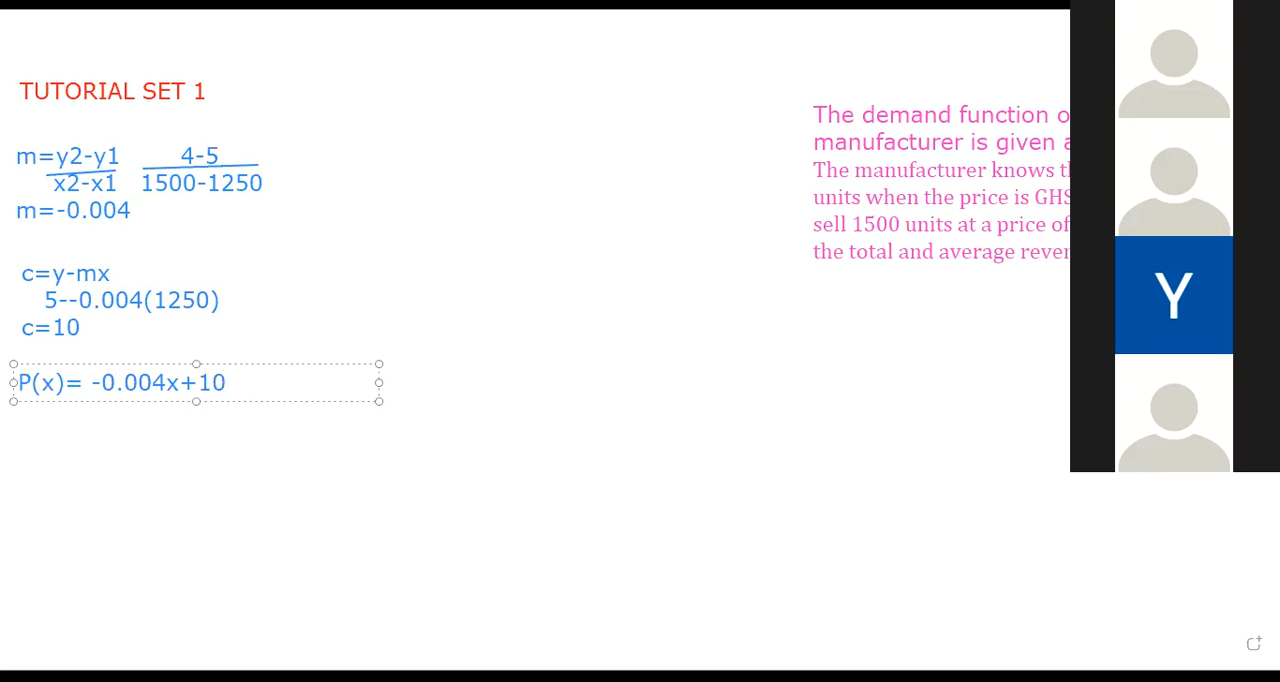 TUTORIAL SET 1
m=y2-y1 4-5
x2-x1 1500-1250
m=-0.004
c=y-mx
5--0.004(1250)
c=10
P(x)= -0.004x+10
The demand function
manufacturer is given
The manufacturer knows
units when the price is GHS
sell 1500 units at a price of
the total and average
Y